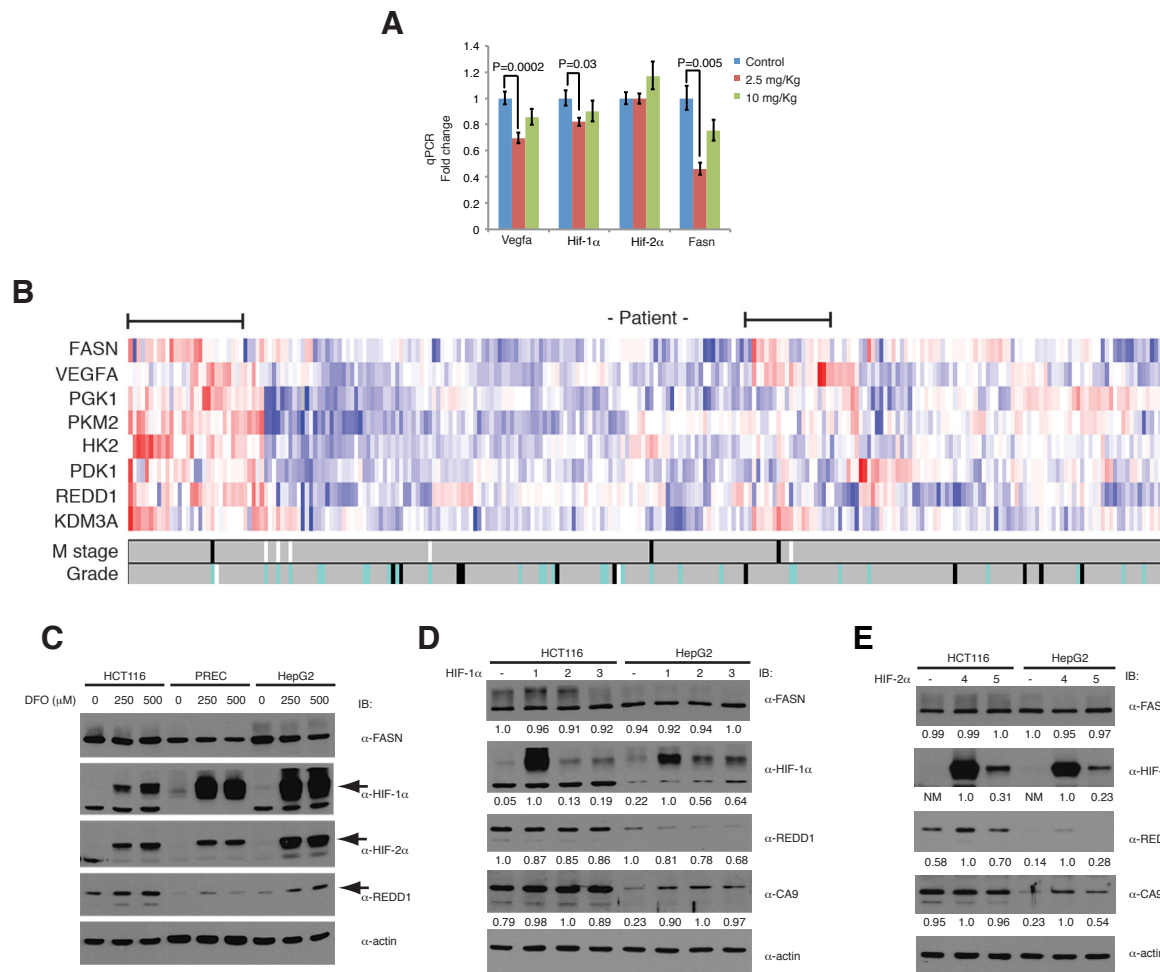 A
1.4
1.2
1
0.8
0.6
0.4
0.2
0
qPCR
Fold change
P=0.0002
P=0.03
P=0.005
Control
2.5 mg/Kg
10 mg/Kg
Vegfa Hif-1α Hif-2α Fasn
B
- Patient -
FASN
VEGFA
PGK1
PKM2
HK2
PDK1
REDD1
KDM3A
M stage
Grade
C
HCT116 PREC HepG2
DFO (μM) 0 250 500 0 250 500 0 250 500 IB:
α-FASN
α-HIF-1α
α-HIF-2α
α-REDD1
α-actin
D
HCT116 HepG2
HIF-1α - 1 2 3 - 1 2 3 IB:
α-FASN
1.0 0.96 0.91 0.92 0.94 0.92 0.94 1.0
α-HIF-1α
0.05 1.0 0.13 0.19 0.22 1.0 0.56 0.64
α-REDD1
1.0 0.87 0.85 0.86 1.0 0.81 0.78 0.68
α-CA9
0.79 0.98 1.0 0.89 0.23 0.90 1.0 0.97
α-actin
E
HCT116 HepG2
HIF-2α - 4 5 - 4 5 IB:
α-FAS
0.99 0.99 1.0 1.0 0.95 0.97
α-HIF-
NM 1.0 0.31 NM 1.0 0.23
α-RED
0.58 1.0 0.70 0.14 1.0 0.28
α-CA9
0.95 1.0 0.96 0.23 1.0 0.54
α-actin